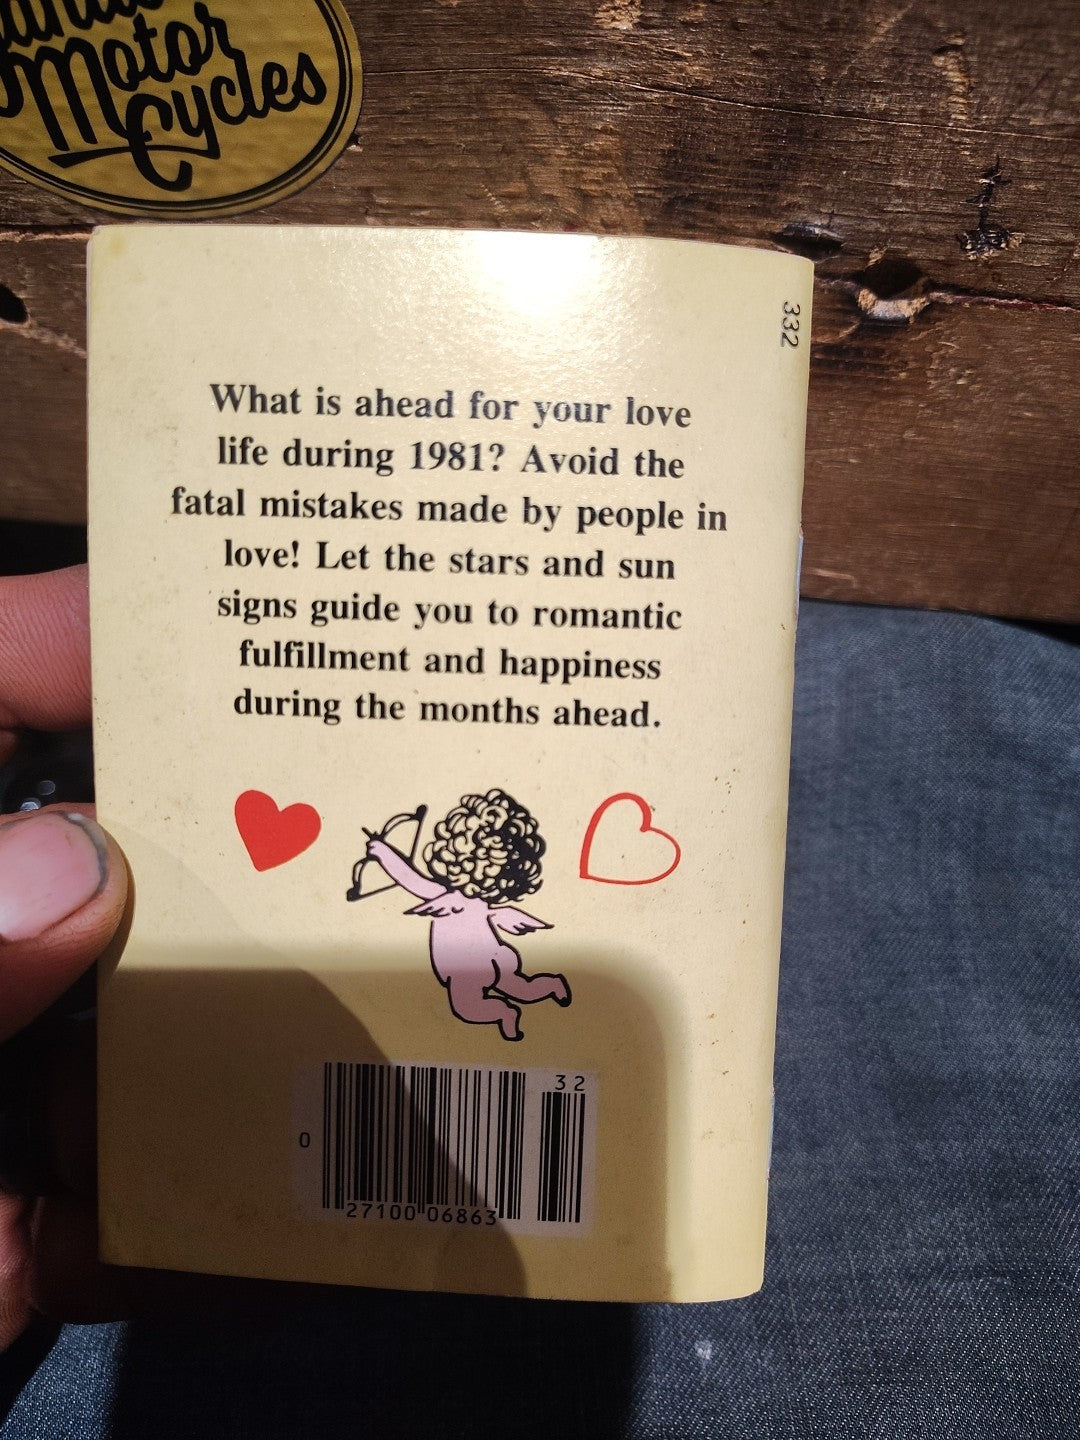 Motor
Cycles
332
What is ahead for your love
life during 1981? Avoid the
fatal mistakes made by people in
love! Let the stars and sun
signs guide you to romantic
fulfillment and happiness
during the months ahead.
32
0
27100 06863